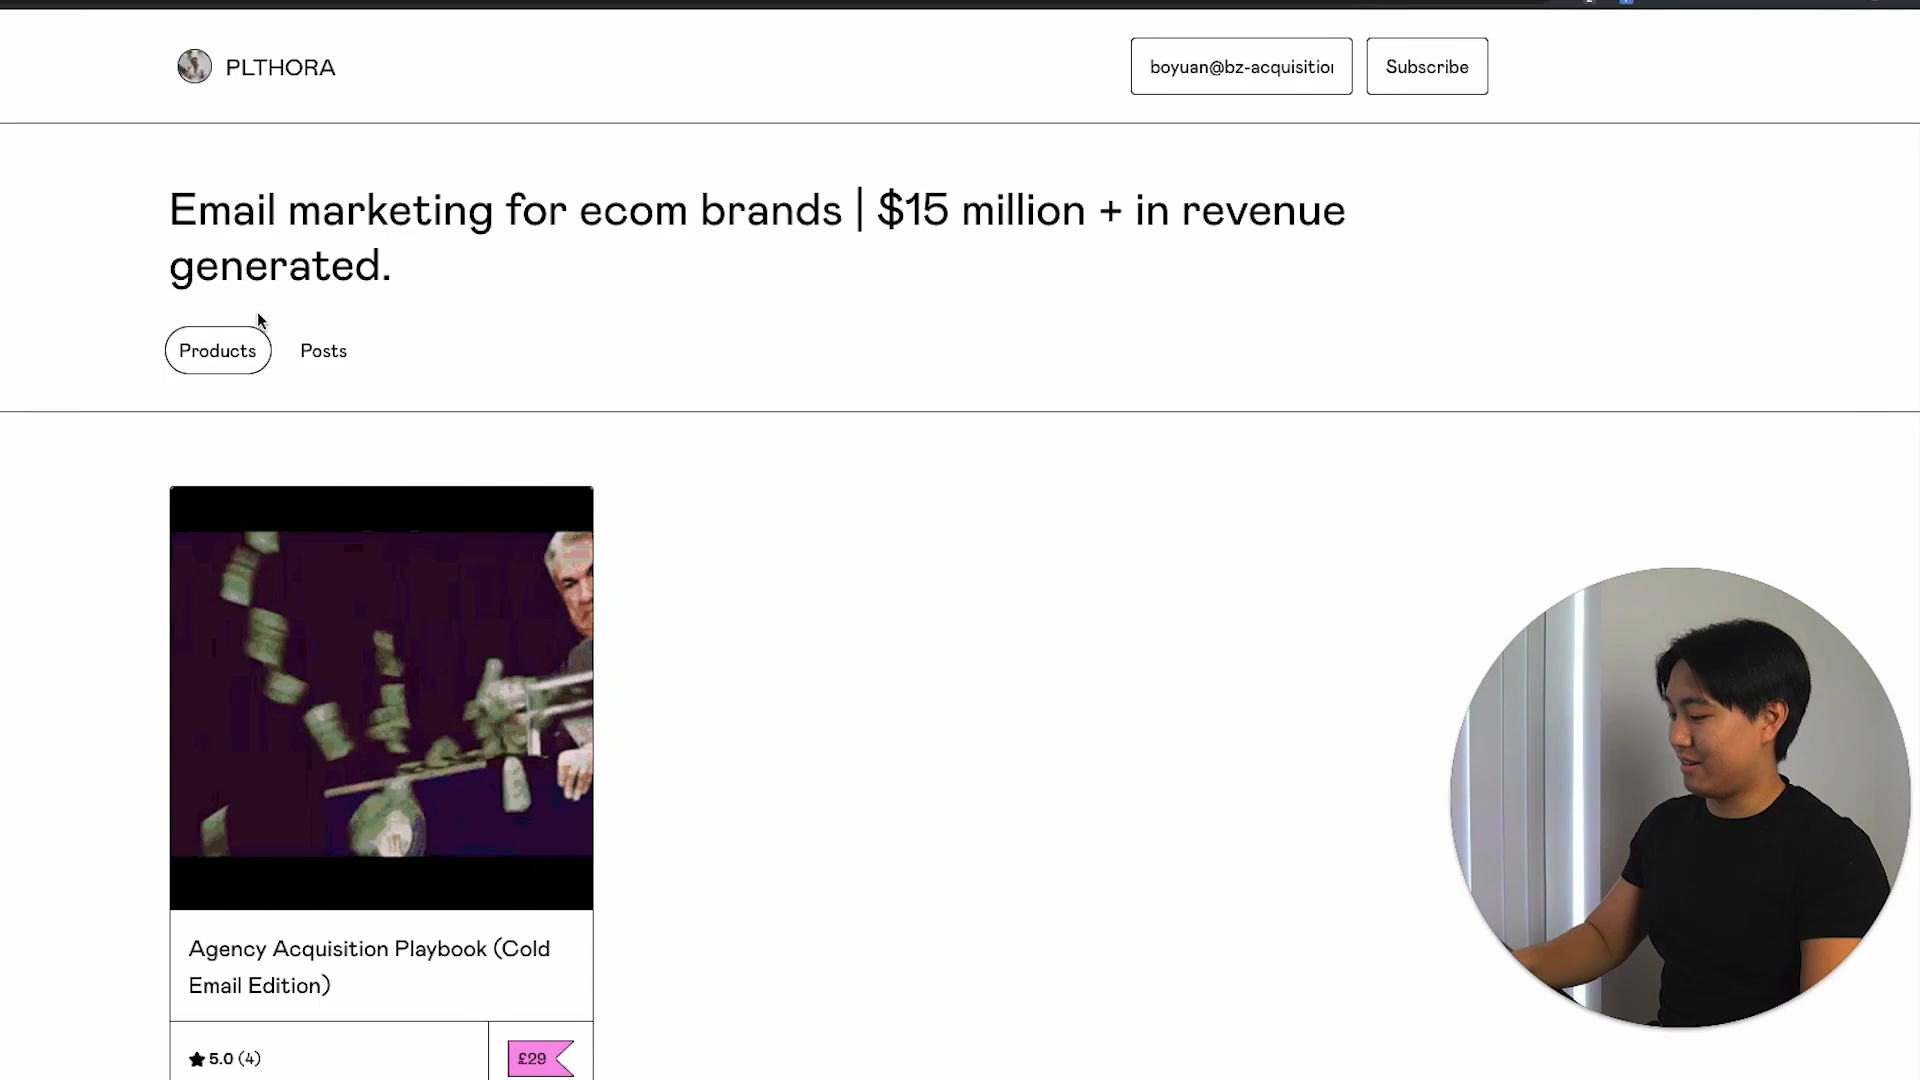 PLTHORA
boyuan@bz-acquisition
Subscribe
Email marketing for ecom brands | $15 million + in revenue
generated.
Products
Posts
Agency Acquisition Playbook (Cold
Email Edition)
5.0 (4)
£29